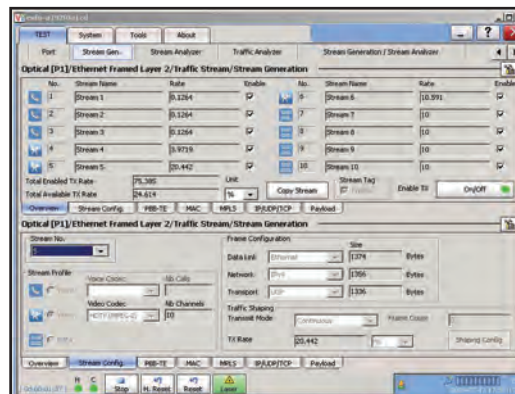 TEST System Tools About
Port Stream Gen. Stream Analyzer Traffic Analyzer Stream Generation / Stream Analyzer
Optical [P1]/Ethernet Framed Layer 2/Traffic Stream/Stream Generation
No. Stream Name Rate Enable No. Stream Name Rate Enable
1 Stream 1 0.1264 6 Stream 6 10.591
2 Stream 2 0.1264 7 Stream 7 10
3 Stream 3 0.1264 8 Stream 8 10
4 Stream 4 3.9719 9 Stream 9 10
5 Stream 5 20.442 10 Stream 10 10
Total Enabled TX Rate 75.385 Unit Stream Tag
Total Available TX Rate 24.614 % Copy Stream Enable TX On/Off
Overview Stream Config. PBB-TE MAC MPLS IP/UDP/TCP Payload
Optical [P1]/Ethernet Framed Layer 2/Traffic Stream/Stream Generation
Stream No. Frame Configuration
5 Size
Data Link Ethernet 1374 Bytes
Stream Profile Network IPv4 1356 Bytes
Voice Codec Nb Calls Transport UDP 1336 Bytes
Video Codec Nb Channels Traffic Shaping
HDTV (MPEG-2) 10 Transmit Mode Continuous Frame Count
TX Rate 20.442 % Shaping Config
Overview Stream Config. PBB-TE MAC MPLS IP/UDP/TCP Payload
H C
Stop H. Reset Reset Laser